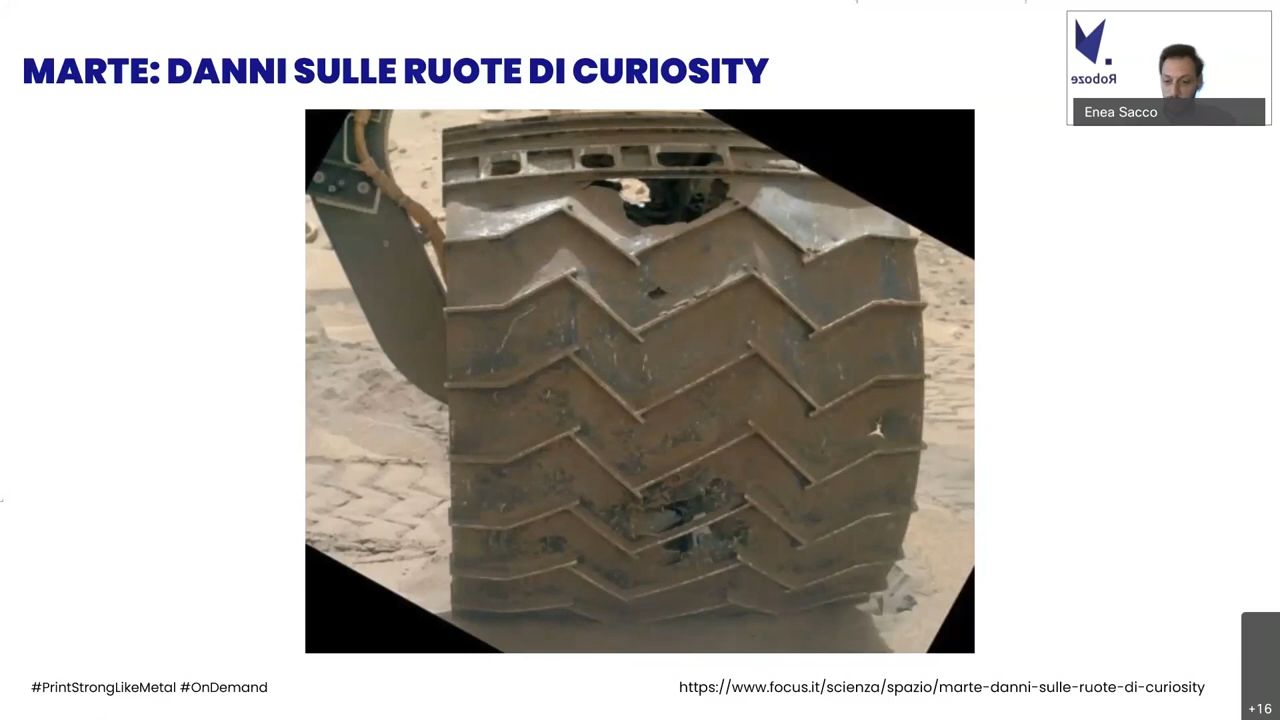 MARTE: DANNI SULLE RUOTE DI CURIOSITY
Roboze
Enea Sacco
#PrintStrongLikeMetal #OnDemand
https://www.focus.it/scienza/spazio/marte-danni-sulle-ruote-di-curiosity
+16